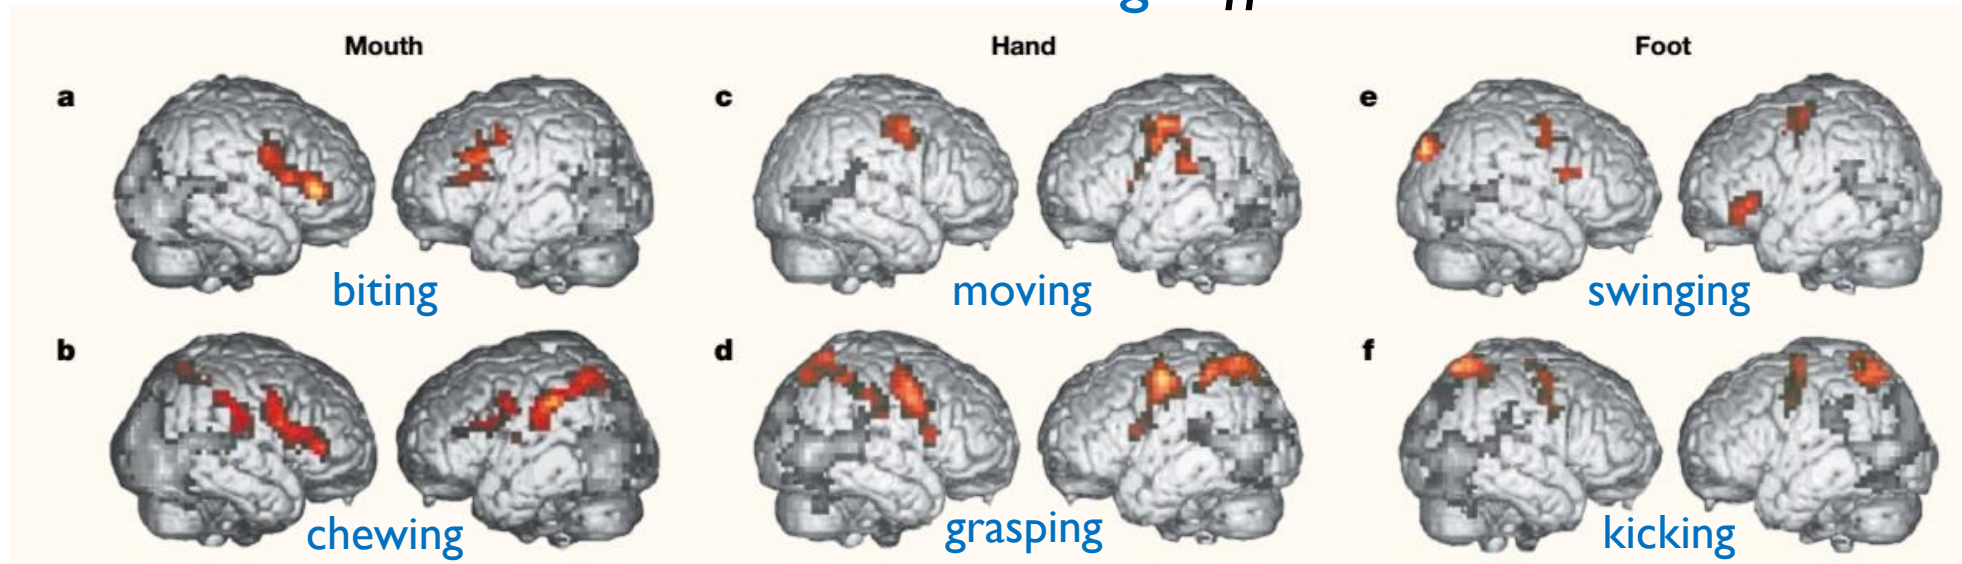 Mouth
Hand
Foot
a
c
e
biting
moving
swinging
b
d
f
chewing
grasping
kicking